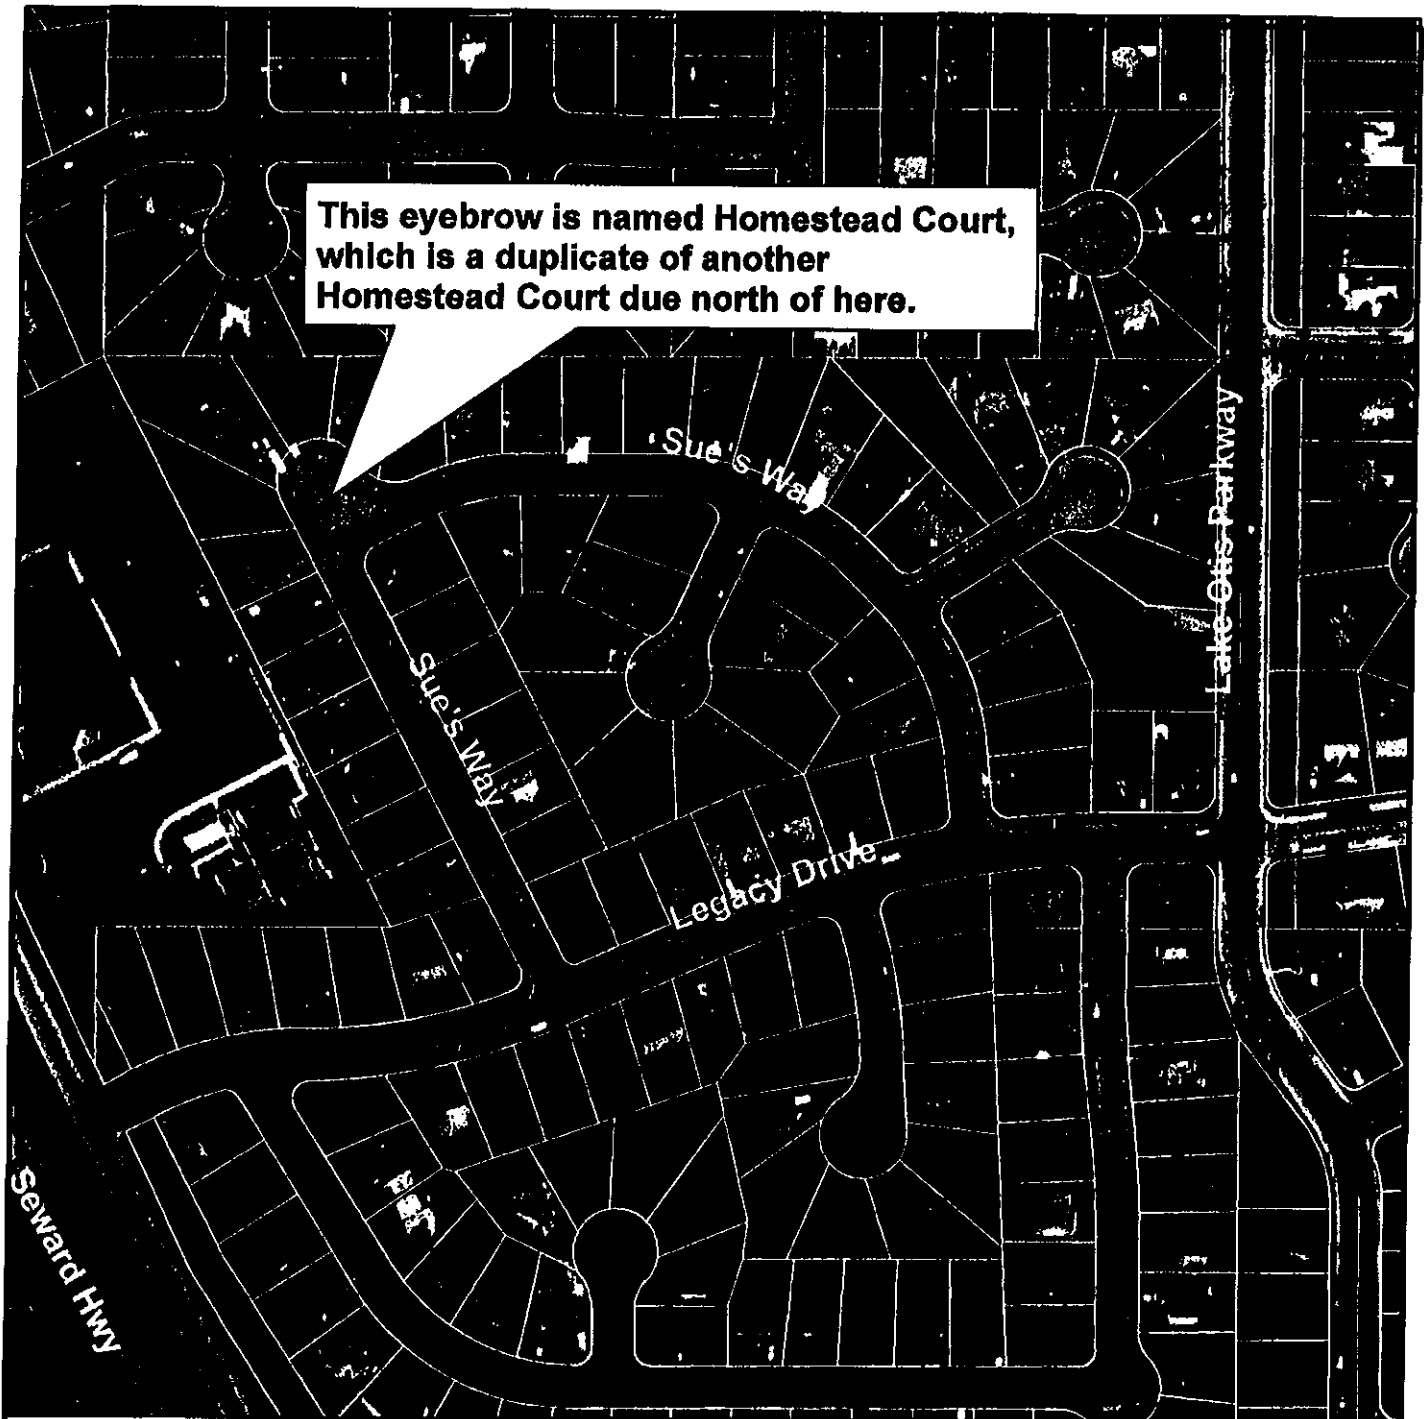 This eyebrow is named Homestead Court,
which is a duplicate of another
Homestead Court due north of here.
Sue's Way
Lake Otis Parkway
Sue's Way
Legacy Drive
Seward Hwy